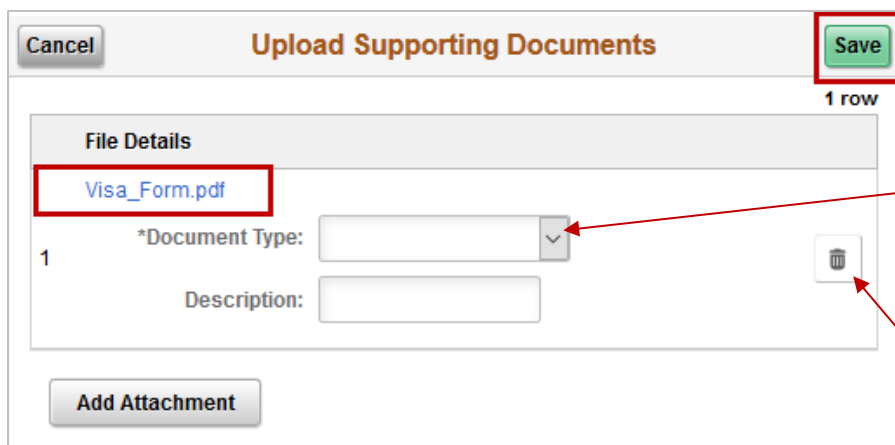 Cancel Upload Supporting Documents Save
1 row
File Details
Visa_Form.pdf
*Document Type:
1
Description:
Add Attachment